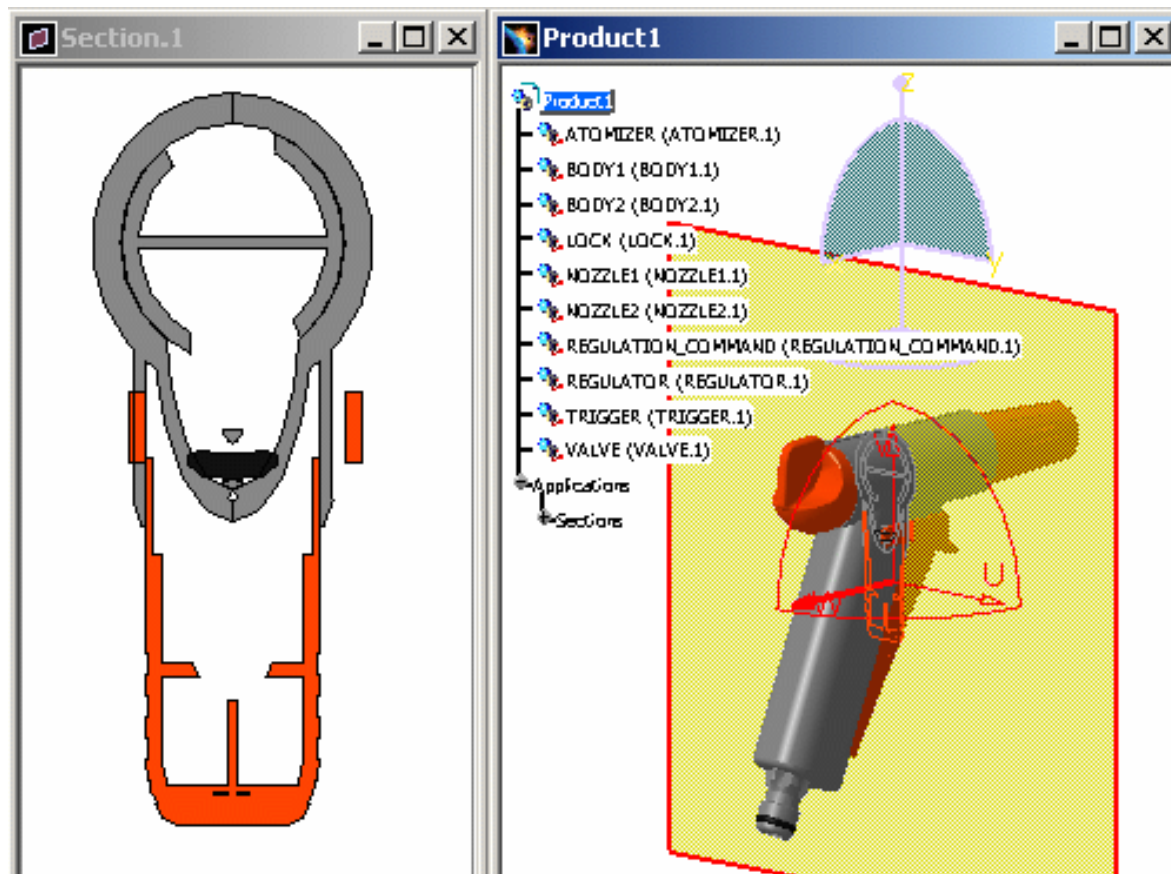 Section.1
Product1
Product1
ATOMIZER (ATOMIZER.1)
BODY1 (BODY1.1)
BODY2 (BODY2.1)
LOCK (LOCK.1)
NOZZLE1 (NOZZLE1.1)
NOZZLE2 (NOZZLE2.1)
REGULATION_COMMAND (REGULATION_COMMAND.1)
REGULATOR (REGULATOR.1)
TRIGGER (TRIGGER.1)
VALVE (VALVE.1)
Applications
Sections
z
y
U
W